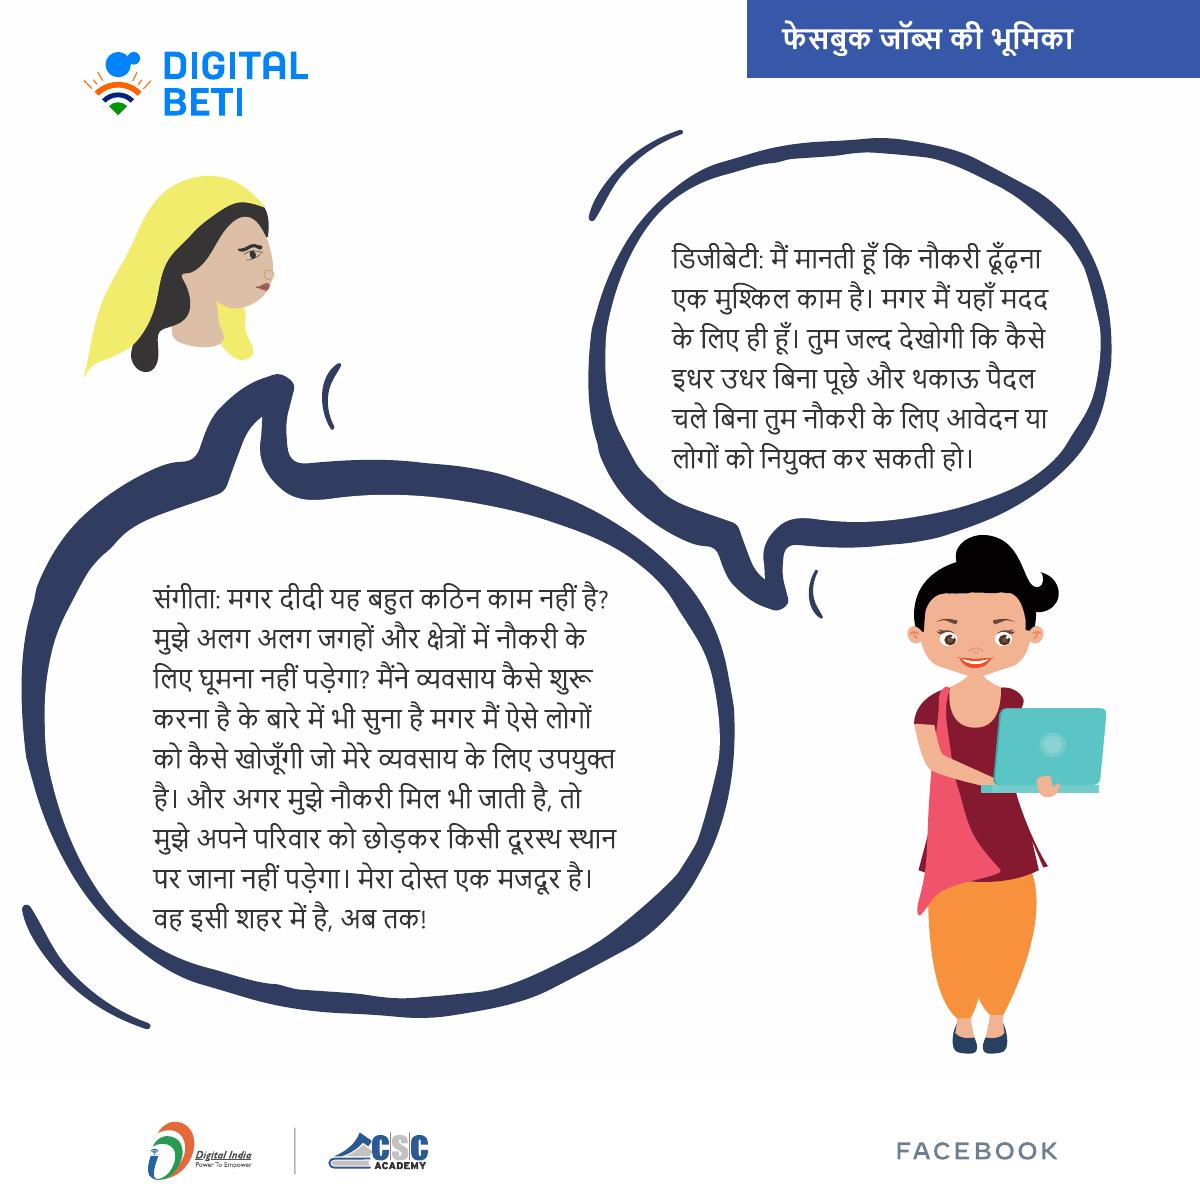 फेसबुक जॉब्स की भूमिका
DIGITAL
BETI
डिजीबेटी: मैं मानती हूँ कि नौकरी ढूँढ़ना
एक मुश्किल काम है। मगर मैं यहाँ मदद
के लिए ही हूँ। तुम जल्द देखोगी कि कैसे
इधर उधर बिना पूछे और थकाऊ पैदल
चले बिना तुम नौकरी के लिए आवेदन या
लोगों को नियुक्त कर सकती हो।
संगीता: मगर दीदी यह बहुत कठिन काम नहीं है?
मुझे अलग अलग जगहों और क्षेत्रों में नौकरी के
लिए घूमना नहीं पड़ेगा? मैंने व्यवसाय कैसे शुरू
करना है के बारे में भी सुना है मगर मैं ऐसे लोगों
को कैसे खोजूँगी जो मेरे व्यवसाय के लिए उपयुक्त
है। और अगर मुझे नौकरी मिल भी जाती है, तो
मुझे अपने परिवार को छोड़कर किसी दूरस्थ स्थान
पर जाना नहीं पड़ेगा। मेरा दोस्त एक मजदूर है।
वह इसी शहर में है, अब तक!
Digital India
Power To Empower
CSC
ACADEMY
FACEBOOK